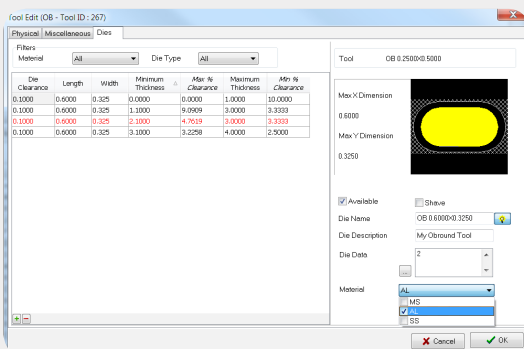 Tool Edit (OB - Tool ID : 267)
Physical Miscellaneous Dies
Filters
Material All Die Type All
Die Clearance Length Width Minimum Thickness Max % Clearance Maximum Thickness Min % Clearance
0.1000 0.6000 0.325 0.0000 0.0000 1.0000 10.0000
0.1000 0.6000 0.325 1.1000 9.0909 3.0000 3.3333
0.1000 0.6000 0.325 2.1000 4.7619 3.0000 3.3333
0.1000 0.6000 0.325 3.1000 3.2258 4.0000 2.5000
Tool OB 0.2500X0.5000
Max X Dimension
0.6000
Max Y Dimension
0.3250
Available Shave
Die Name OB 0.6000X0.3250
Die Description My Obround Tool
Die Data 2
...
Material AL
MS
AL
SS
Cancel OK